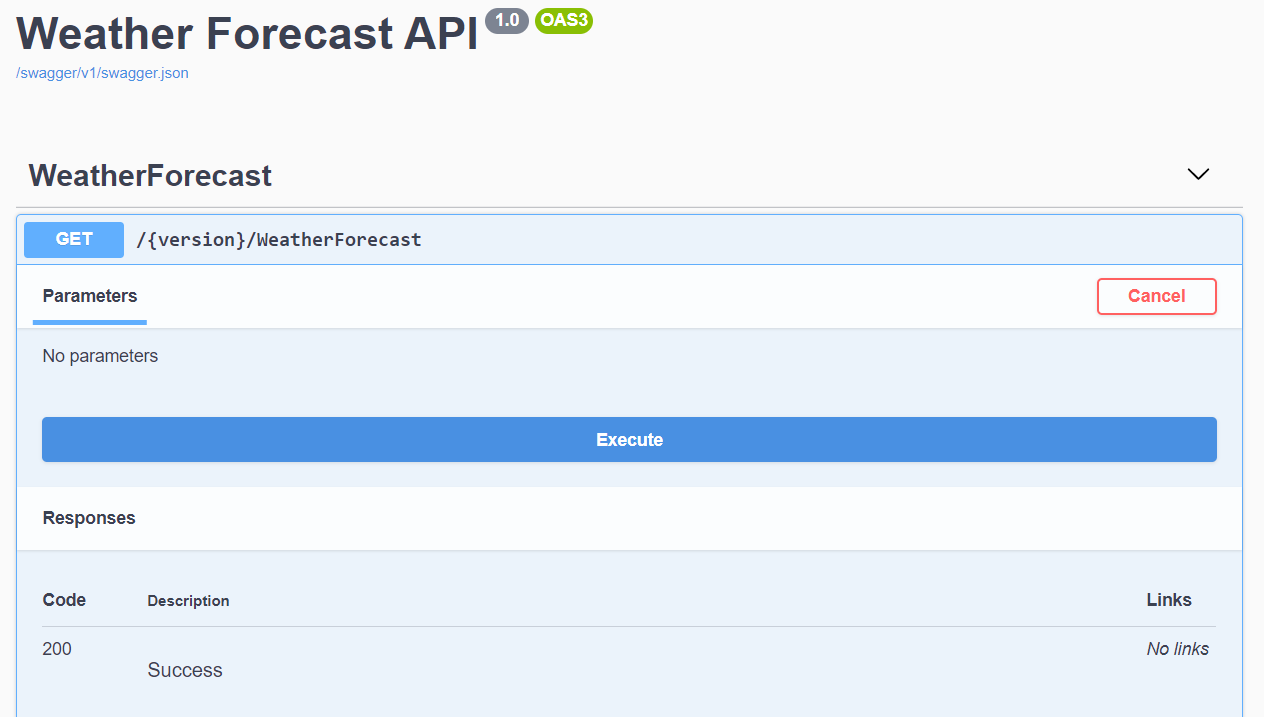 Weather Forecast API 1.0 OAS3
/swagger/v1/swagger.json
WeatherForecast
GET /{version}/WeatherForecast
Parameters Cancel
No parameters
Execute
Responses
Code Description Links
200 No links
Success